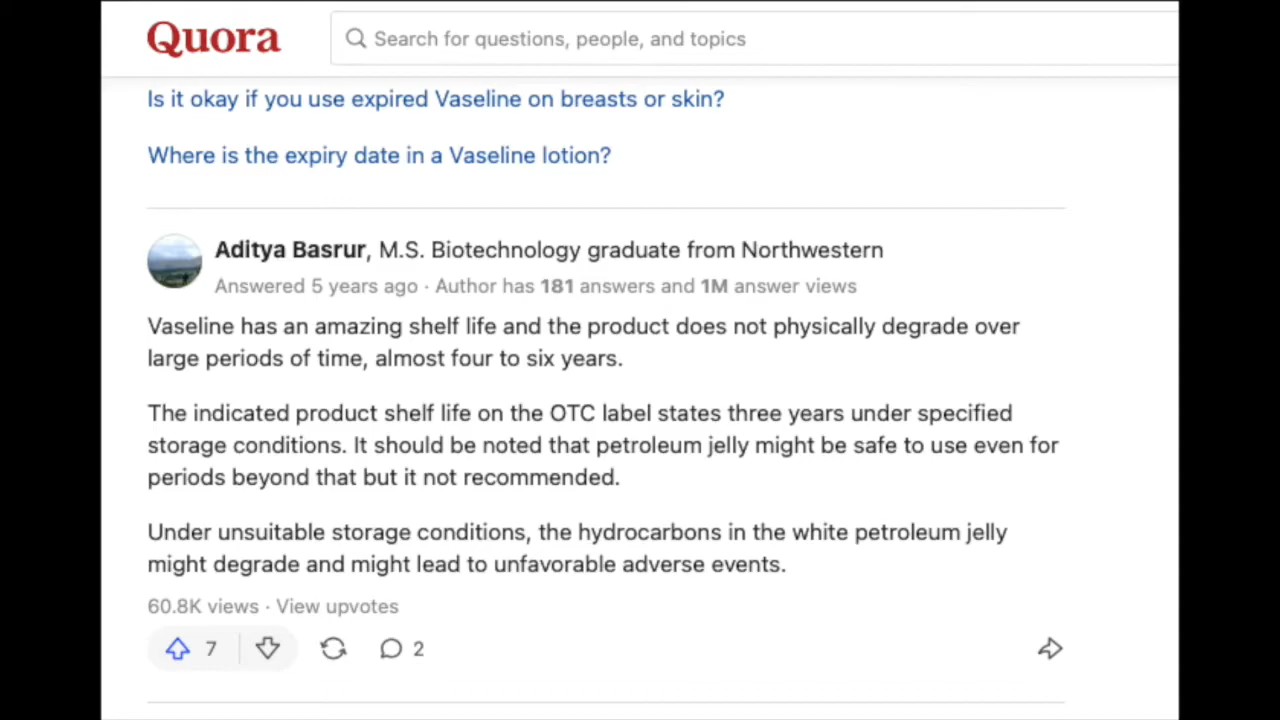 Quora
Search for questions, people, and topics
Is it okay if you use expired Vaseline on breasts or skin?
Where is the expiry date in a Vaseline lotion?
Aditya Basrur, M.S. Biotechnology graduate from Northwestern
Answered 5 years ago · Author has 181 answers and 1M answer views
Vaseline has an amazing shelf life and the product does not physically degrade over
large periods of time, almost four to six years.
The indicated product shelf life on the OTC label states three years under specified
storage conditions. It should be noted that petroleum jelly might be safe to use even for
periods beyond that but it not recommended.
Under unsuitable storage conditions, the hydrocarbons in the white petroleum jelly
might degrade and might lead to unfavorable adverse events.
60.8K views · View upvotes
7
2